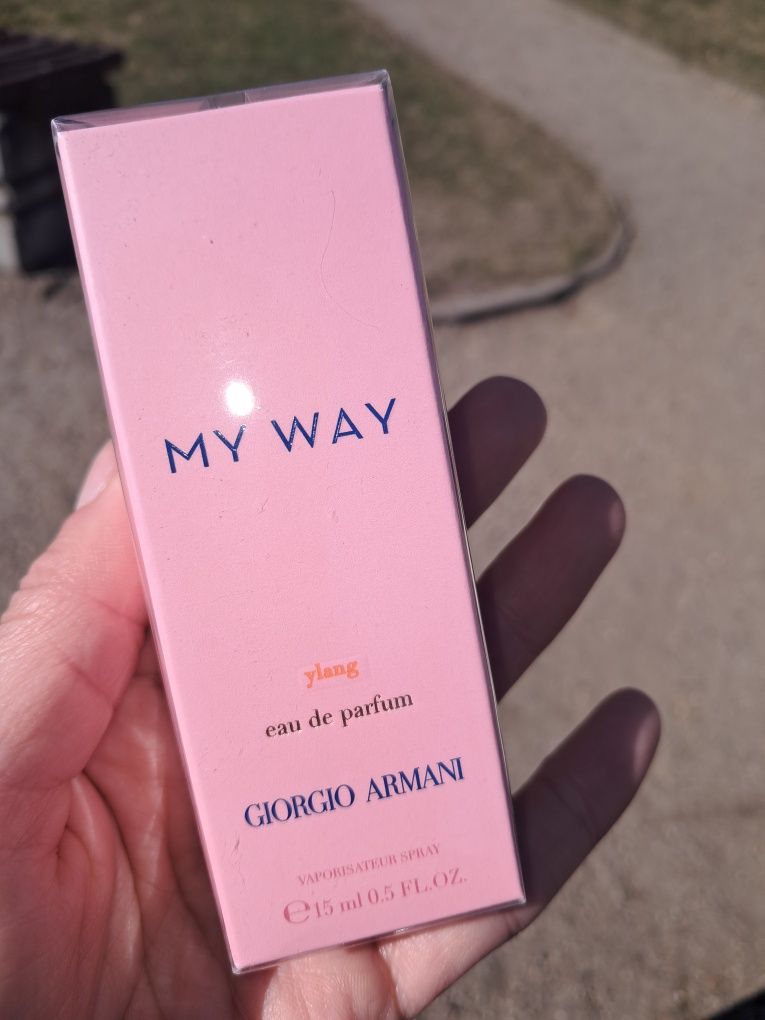 MY WAY
ylang
eau de parfum
GIORGIO ARMANI
VAPORISATEUR SPRAY
℮15 ml 0.5 FL.OZ.